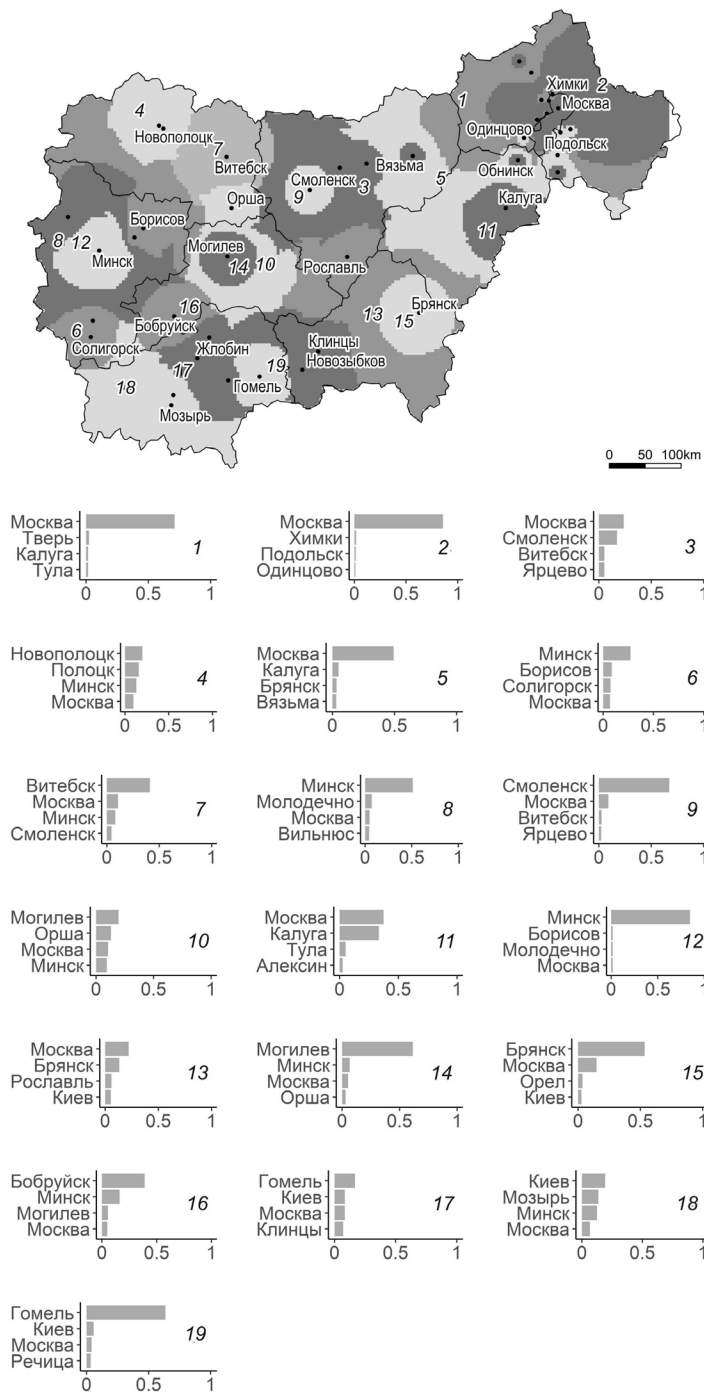 4
Новополоцк
7
Витебск
Орша
1
Химки
2
Москва
Одинцово
Подольск
Вязьма
Обнинск
5
Смоленск
3
9
Калуга
11
Борисов
8
12
Минск
Могилев
14
10
Рославль
13
Брянск
15
16
Бобруйск
6
Солигорск
Жлобин
Клинцы
Новозыбков
17
18
19
Гомель
Мозырь
0 50 100km
Москва
Тверь
Калуга
Тула
1
0 0.5 1
Москва
Химки
Подольск
Одинцово
2
0 0.5 1
Москва
Смоленск
Витебск
Ярцево
3
0 0.5 1
Новополоцк
Полоцк
Минск
Москва
4
0 0.5 1
Москва
Калуга
Брянск
Вязьма
5
0 0.5 1
Минск
Борисов
Солигорск
Москва
6
0 0.5 1
Витебск
Москва
Минск
Смоленск
7
0 0.5 1
Минск
Молодечно
Москва
Вильнюс
8
0 0.5 1
Смоленск
Москва
Витебск
Ярцево
9
0 0.5 1
Могилев
Орша
Москва
Минск
10
0 0.5 1
Москва
Калуга
Тула
Алексин
11
0 0.5 1
Минск
Борисов
Молодечно
Москва
12
0 0.5 1
Москва
Брянск
Рославль
Киев
13
0 0.5 1
Могилев
Минск
Москва
Орша
14
0 0.5 1
Брянск
Москва
Орел
Киев
15
0 0.5 1
Бобруйск
Минск
Могилев
Москва
16
0 0.5 1
Гомель
Киев
Москва
Клинцы
17
0 0.5 1
Киев
Мозырь
Минск
Москва
18
0 0.5 1
Гомель
Киев
Москва
Речица
19
0 0.5 1